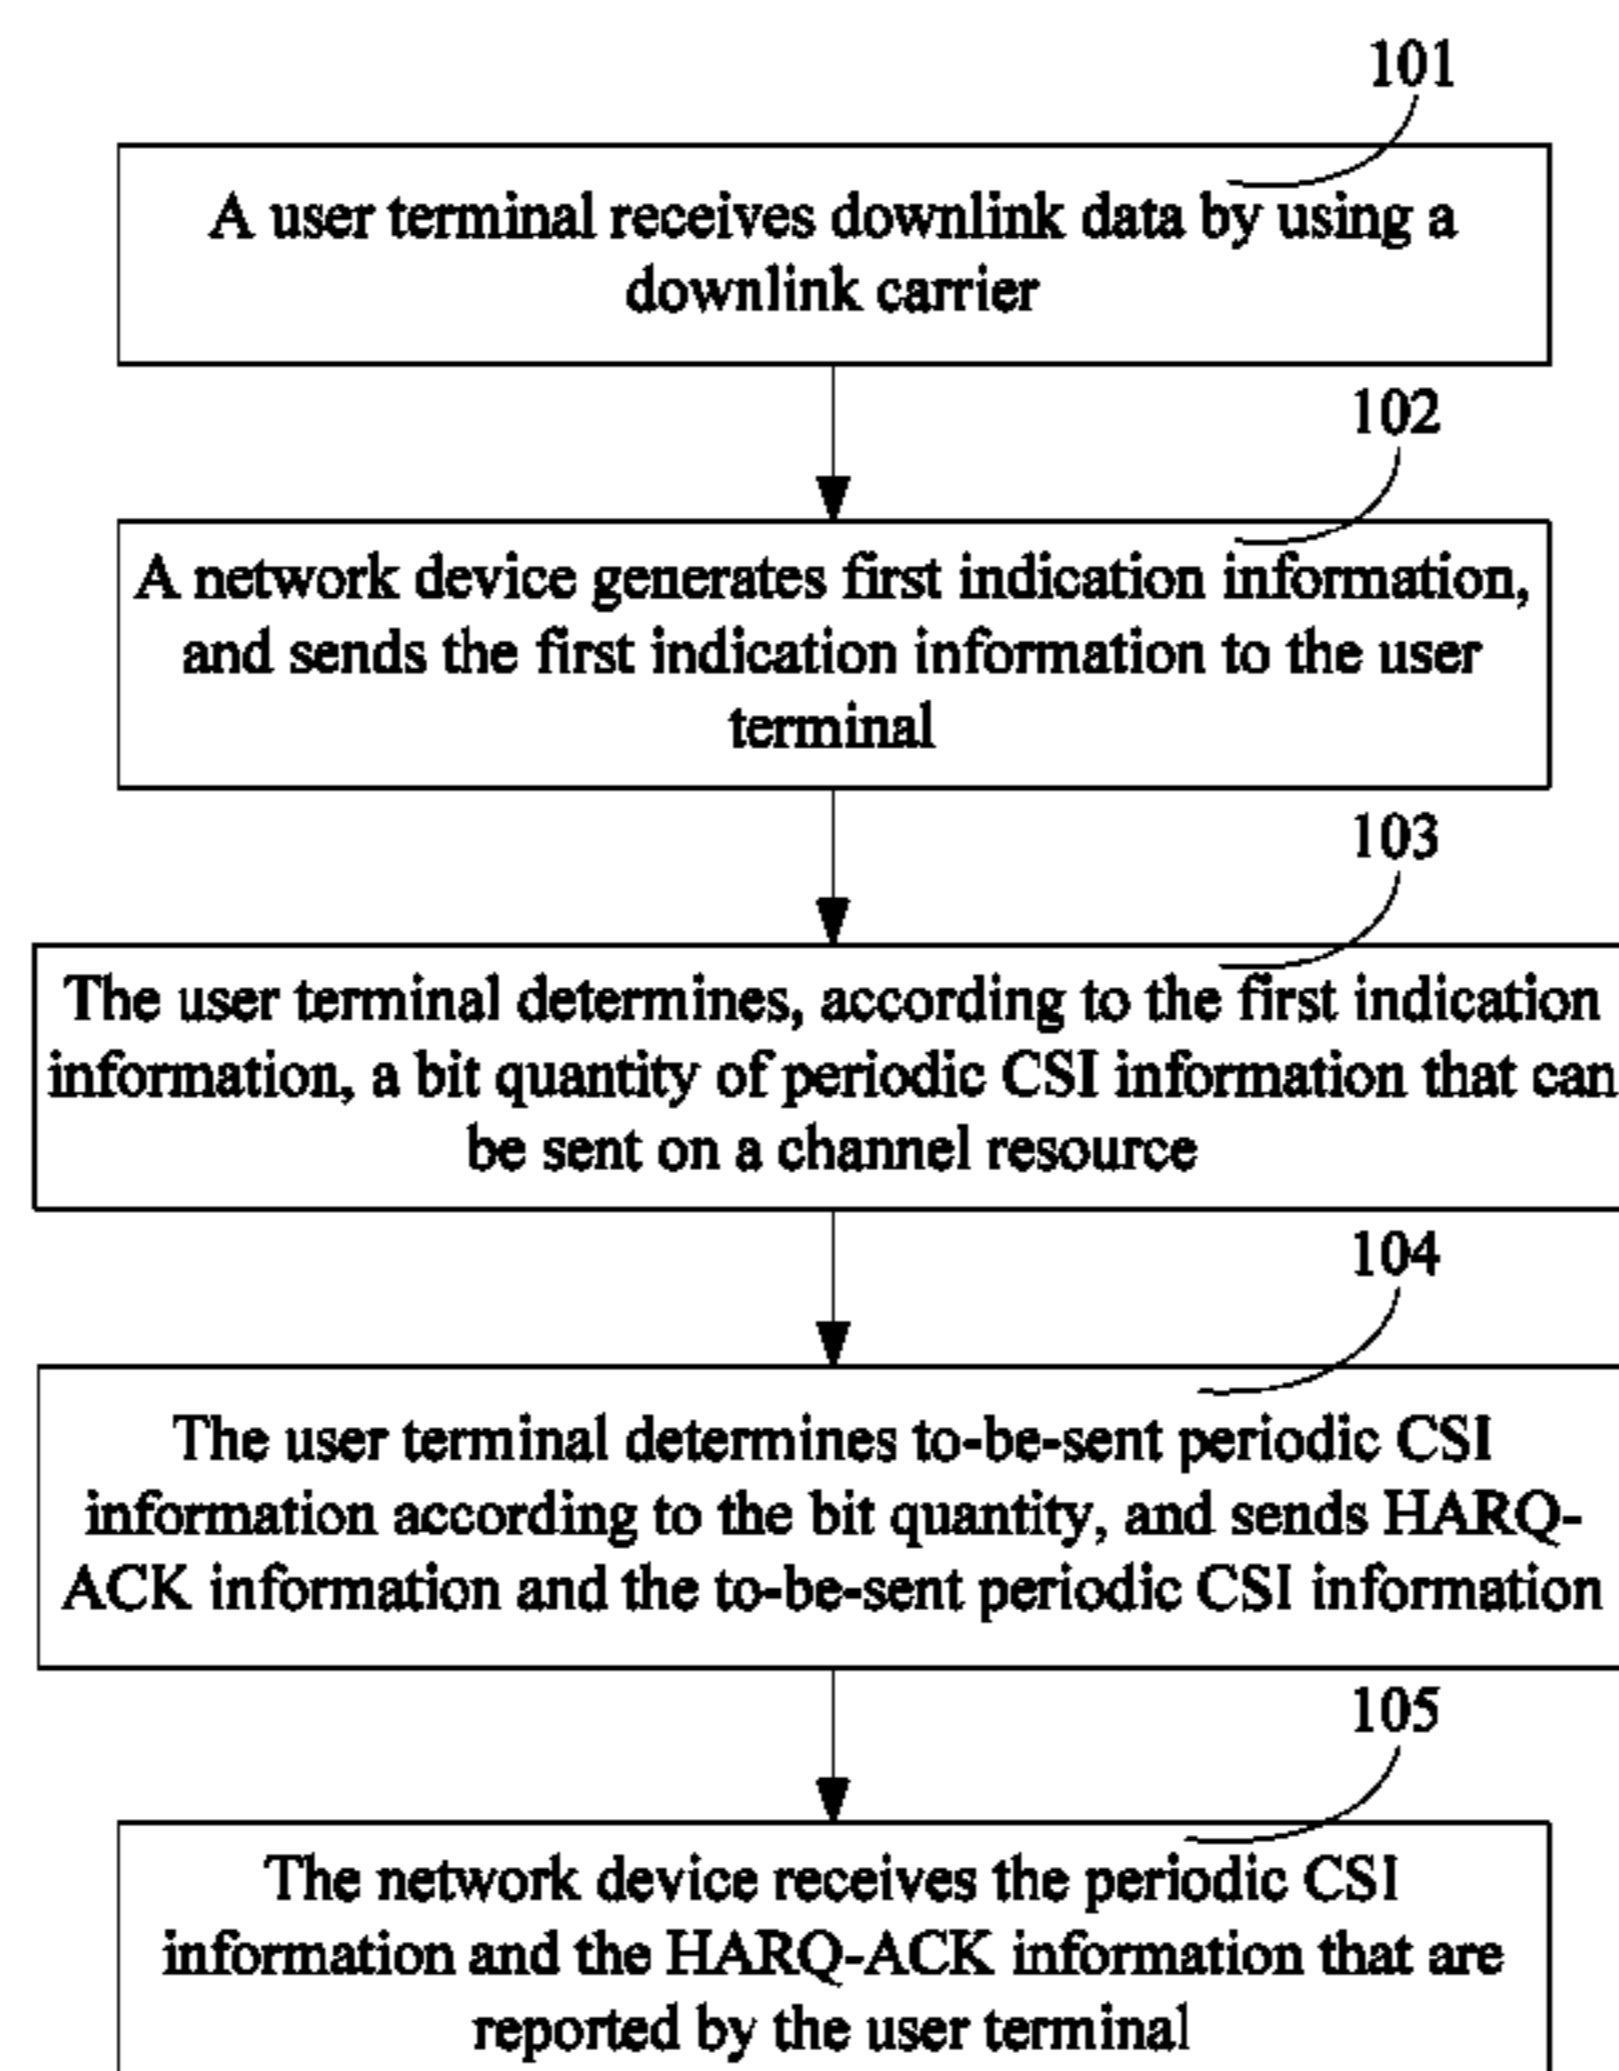 101
A user terminal receives downlink data by using a
downlink carrier
102
A network device generates first indication information,
and sends the first indication information to the user
terminal
103
The user terminal determines, according to the first indication
information, a bit quantity of periodic CSI information that can
be sent on a channel resource
104
The user terminal determines to-be-sent periodic CSI
information according to the bit quantity, and sends HARQ-
ACK information and the to-be-sent periodic CSI information
105
The network device receives the periodic CSI
information and the HARQ-ACK information that are
reported by the user terminal